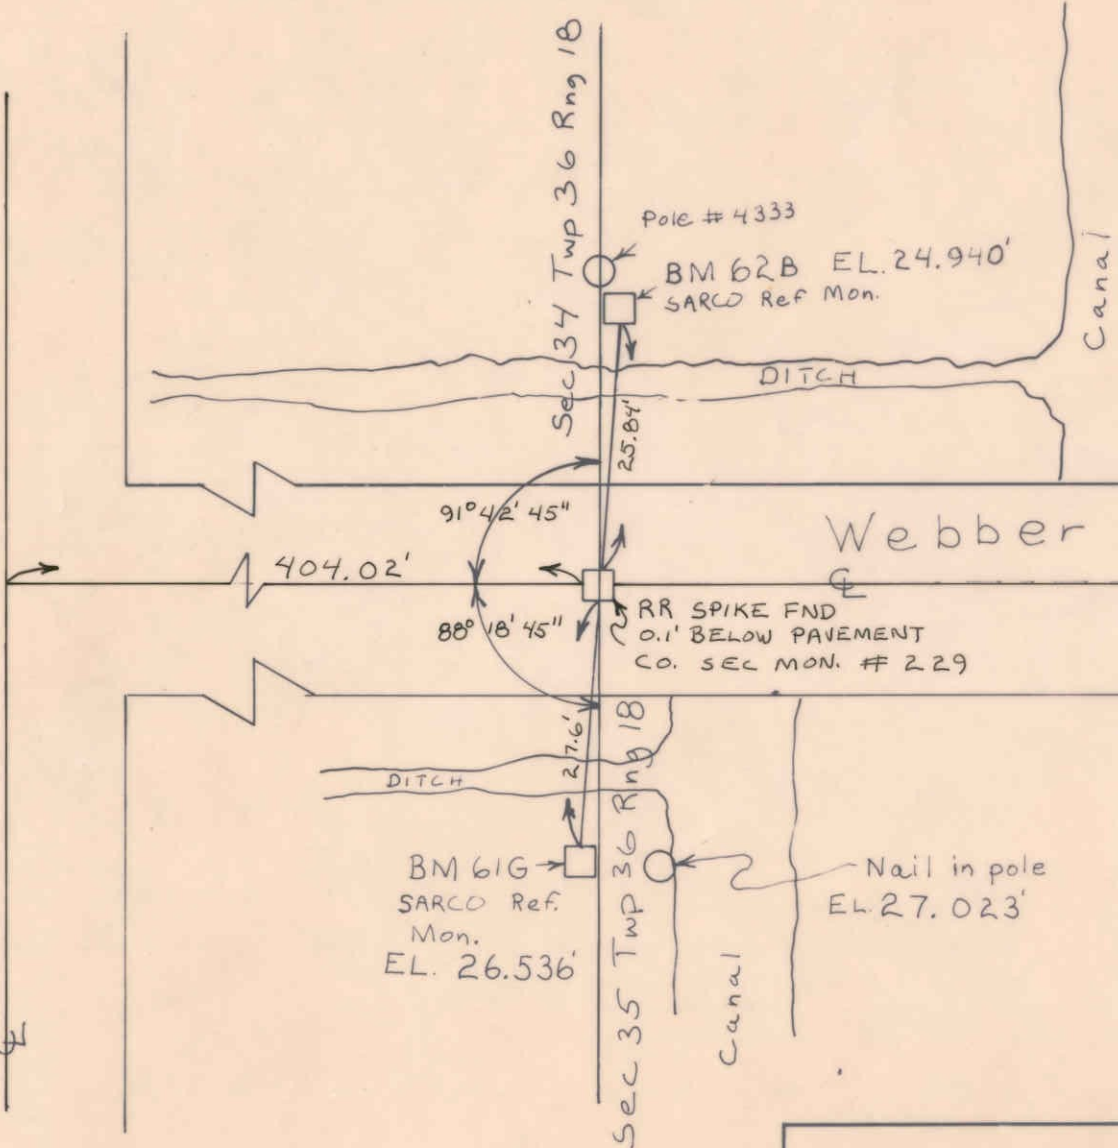 Sec 34 Twp 36 Rng 18
Pole # 4333
BM 62B EL. 24.940'
SARCO Ref Mon.
Canal
DITCH
25.84'
91° 42' 45"
Webber
404.02'
℄
88° 18' 45"
RR SPIKE FND
0.1' BELOW PAVEMENT
CO. SEC MON. # 229
27.6'
DITCH
Sec 35 Twp 36 Rng 18
BM 61G
SARCO Ref.
Mon.
EL. 26.536'
Nail in pole
EL. 27.023'
Canal
℄